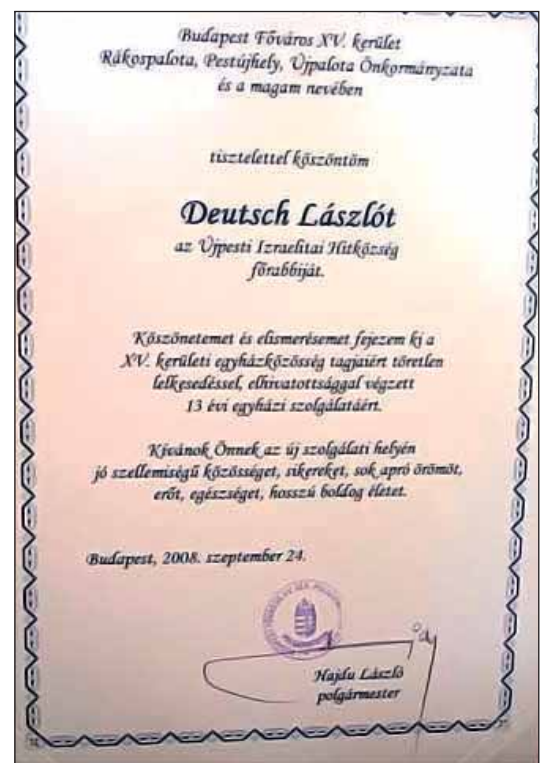 Budapest Főváros XV. kerület
Rákospalota, Pestújhely, Újpalota Önkormányzata
és a magam nevében
tisztelettel köszöntöm
Deutsch Lászlót
az Újpesti Izraelitai Hitközség
főrabbiját.
Köszönetemet és elismerésemet fejezem ki a
XV. kerületi egyházközösség tagjaiért töretlen
lelkesedéssel, elhivatottsággal végzett
13 évi egyházi szolgálatáért.
Kívánok Önnek az új szolgálati helyén
jó szellemiségű közösséget, sikereket, sok apró örömöt,
erőt, egészséget, hosszú boldog életet.
Budapest, 2008. szeptember 24.
Hajdu László
polgármester